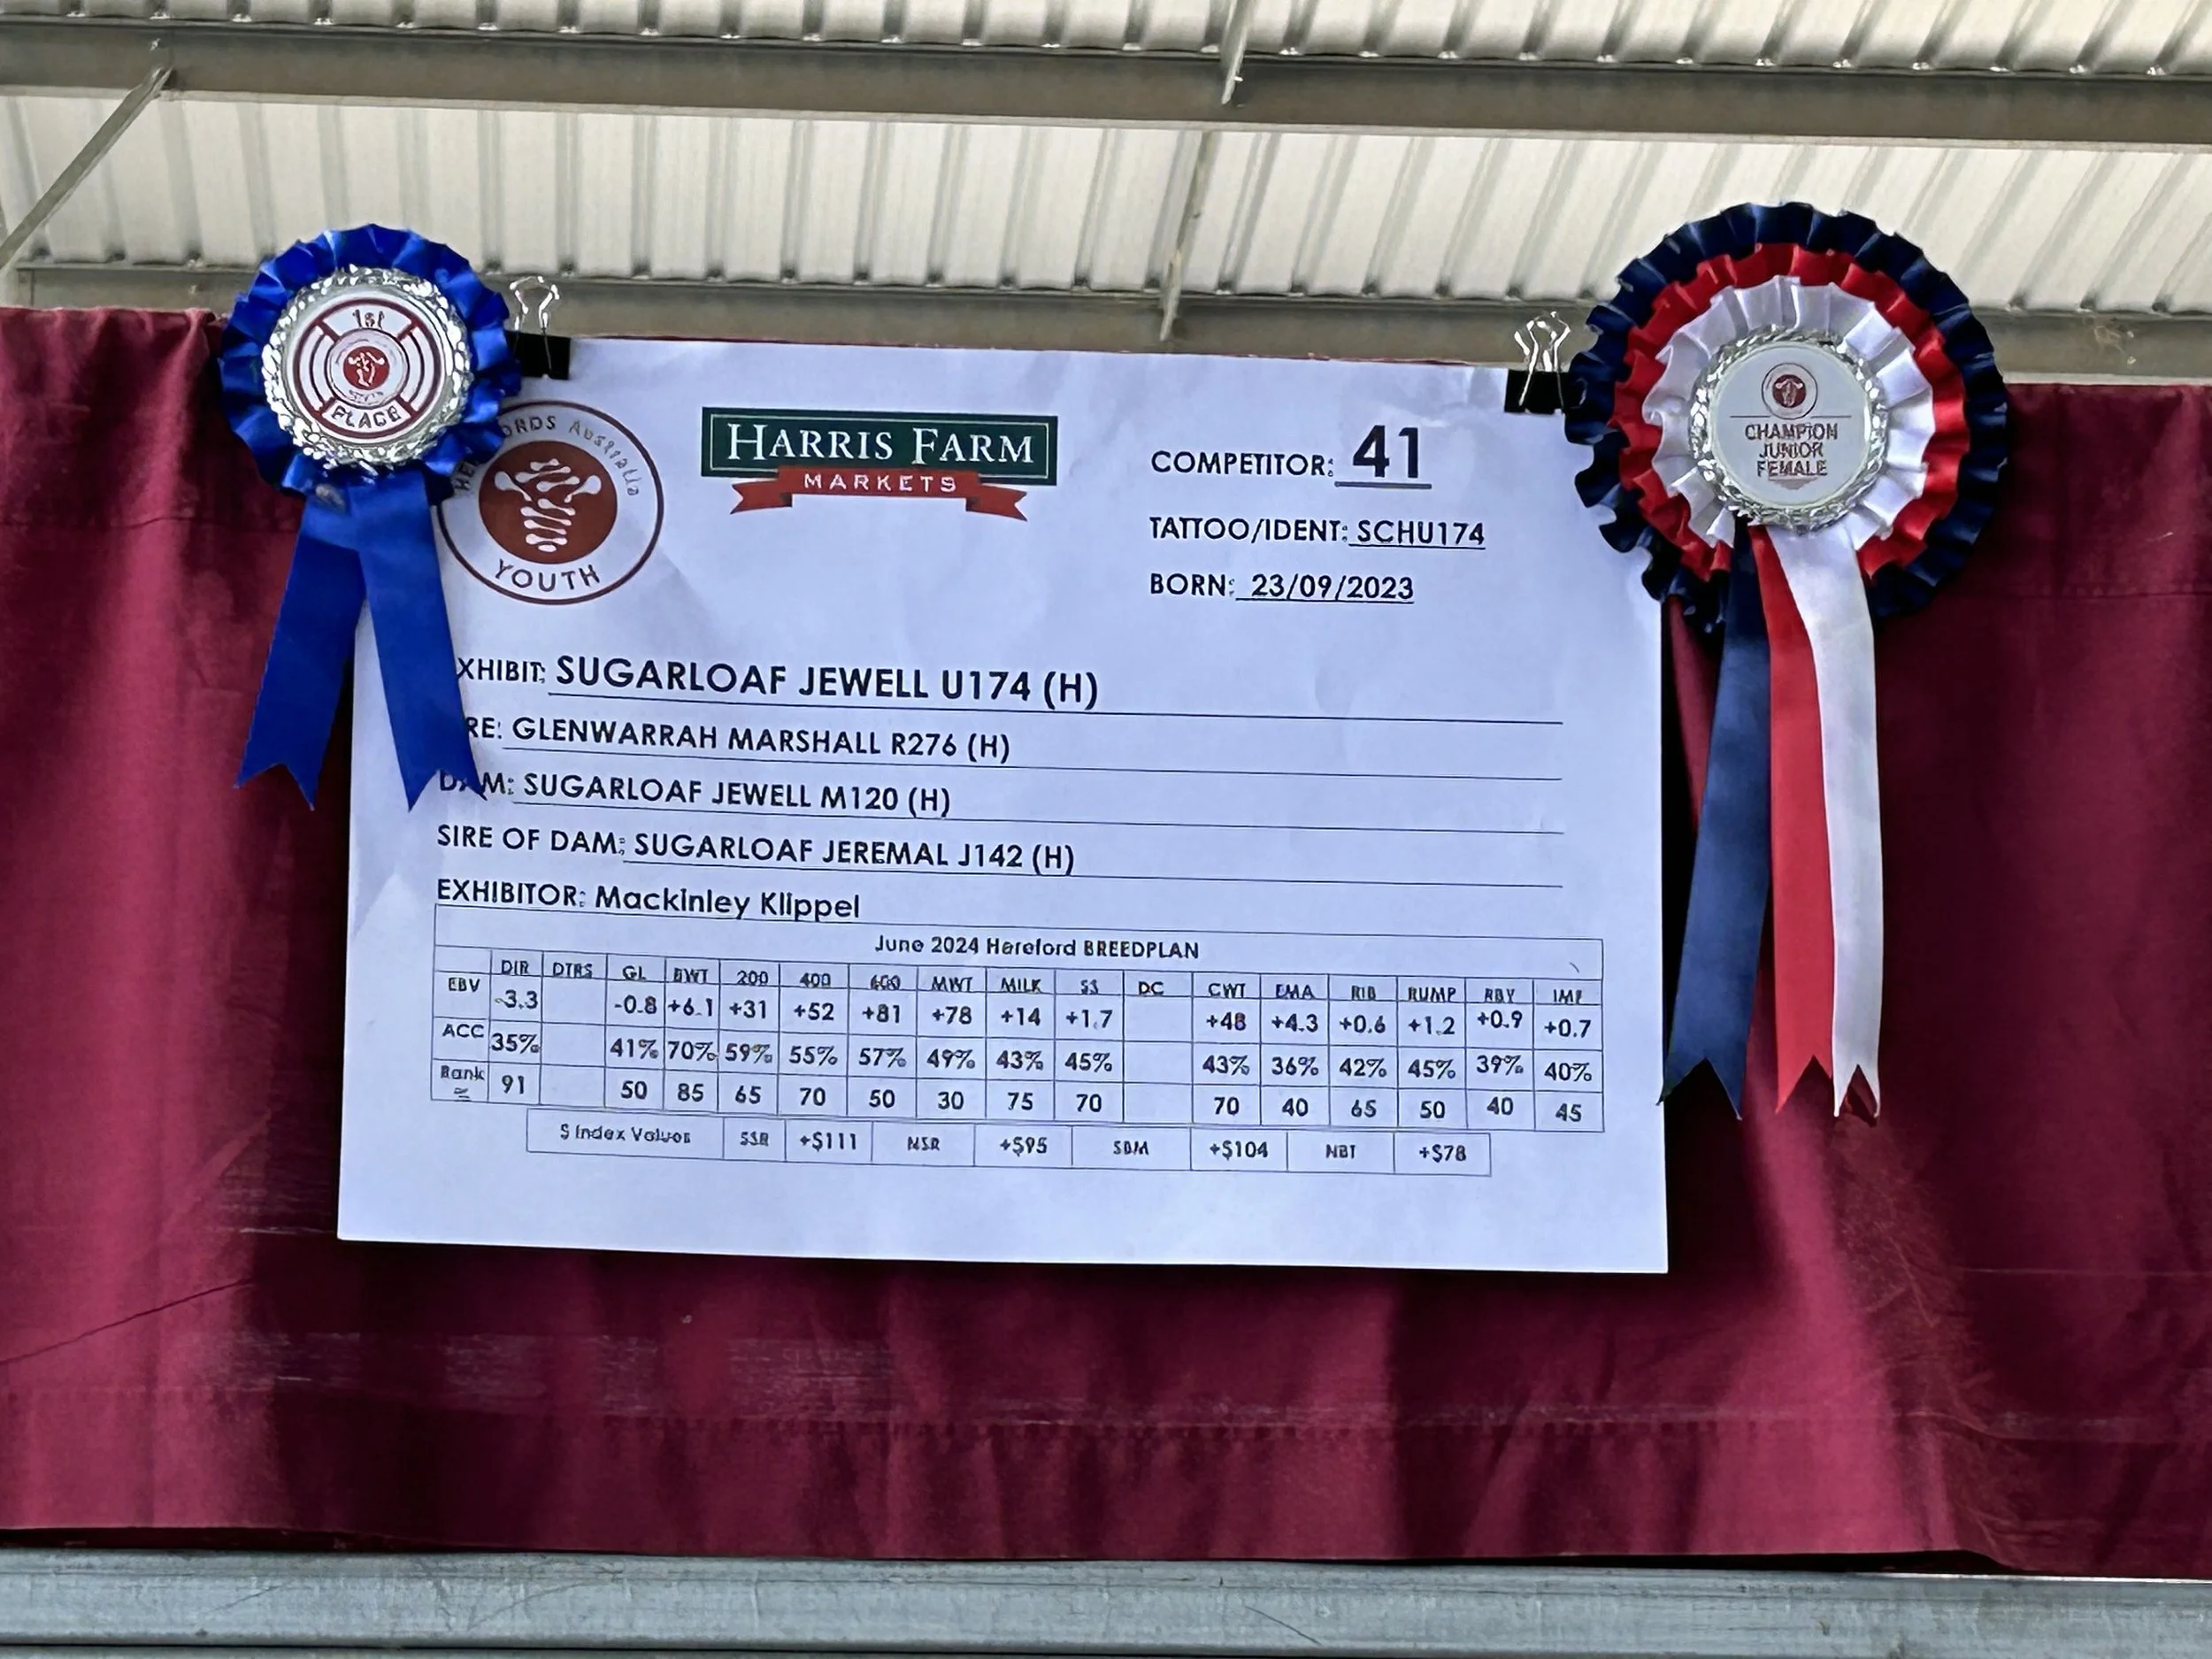 1st
PLACE
CHAMPION
JUNIOR
FEMALE
ORDS Australia
YOUTH
HARRIS FARM
MARKETS
COMPETITOR: 41
TATTOO/IDENT: SCHU174
BORN: 23/09/2023
XHIBIT: SUGARLOAF JEWELL U174 (H)
RE: GLENWARRAH MARSHALL R276 (H)
DAM: SUGARLOAF JEWELL M120 (H)
SIRE OF DAM: SUGARLOAF JEREMAL J142 (H)
EXHIBITOR: Mackinley Klippel
June 2024 Hereford BREEDPLAN
DIR DTRS GL BWT 200 400 600 MWT MILK SS DC CWT EMA RIB RUMP RBY IMF
EBV -3.3 -0.8 +6.1 +31 +52 +81 +78 +14 +1.7 +48 +4.3 +0.6 +1.2 +0.9 +0.7
ACC 35% 41% 70% 59% 55% 57% 49% 43% 45% 43% 36% 42% 45% 39% 40%
Rank 91 50 85 65 70 50 30 75 70 70 40 65 50 40 45
$ Index Values SSR +$111 NSR +$95 SBM +$104 NBT +$78